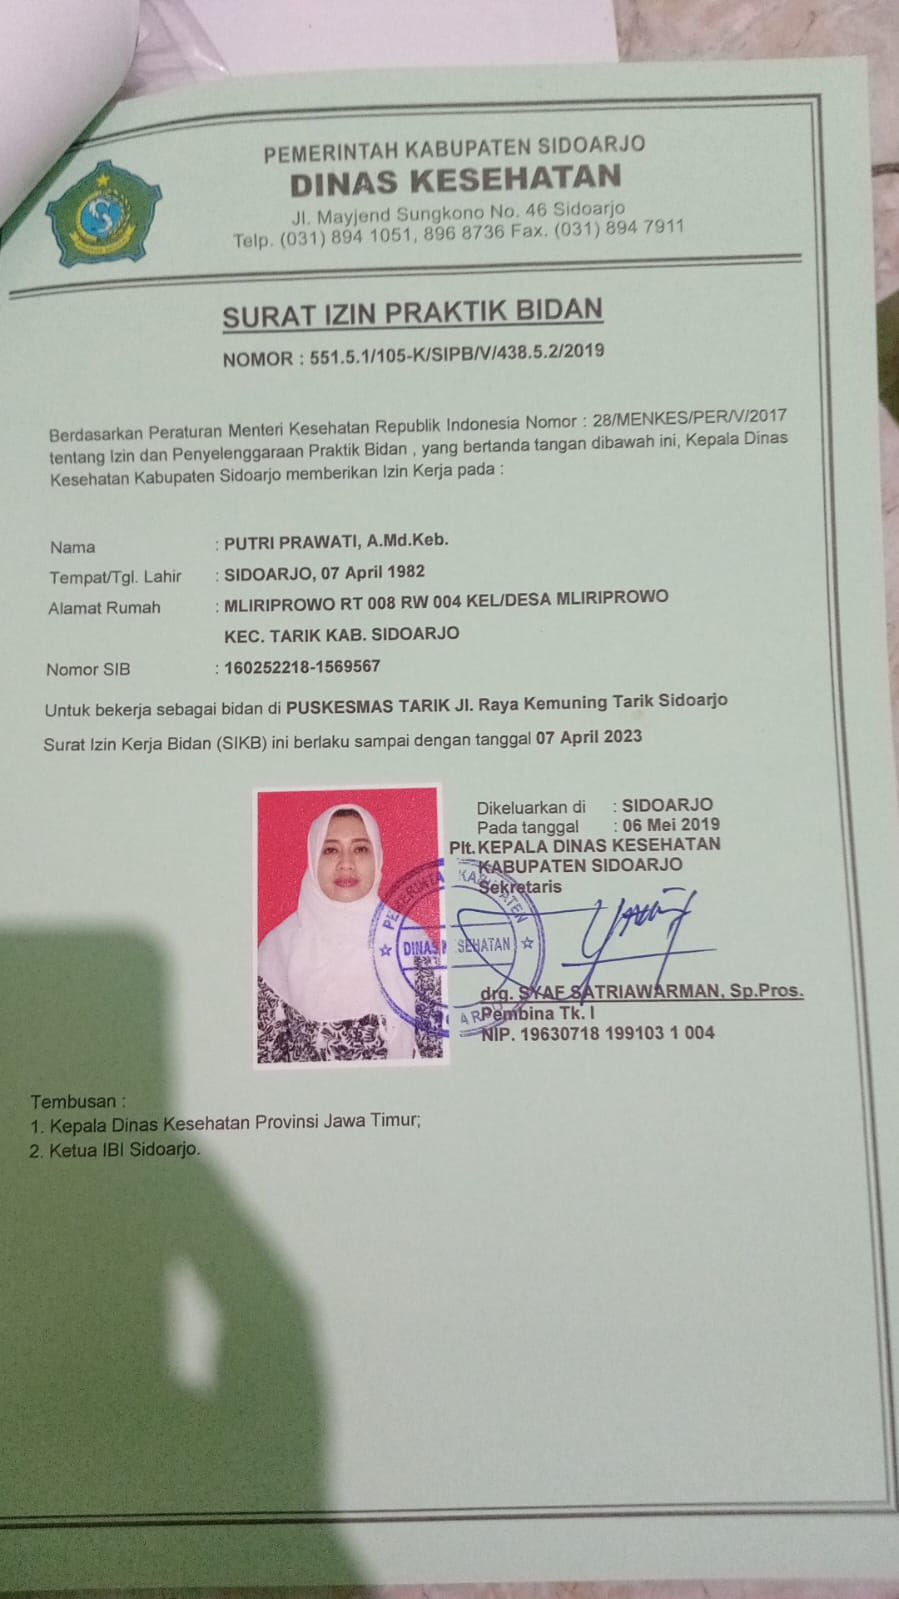 PEMERINTAH KABUPATEN SIDOARJO
DINAS KESEHATAN
Jl. Mayjend Sungkono No. 46 Sidoarjo
Telp. (031) 894 1051, 896 8736 Fax. (031) 894 7911
SURAT IZIN PRAKTIK BIDAN
NOMOR : 551.5.1/105-K/SIPB/V/438.5.2/2019
Berdasarkan Peraturan Menteri Kesehatan Republik Indonesia Nomor : 28/MENKES/PER/V/2017
tentang Izin dan Penyelenggaraan Praktik Bidan , yang bertanda tangan dibawah ini, Kepala Dinas
Kesehatan Kabupaten Sidoarjo memberikan Izin Kerja pada :
Nama : PUTRI PRAWATI, A.Md.Keb.
Tempat/Tgl. Lahir : SIDOARJO, 07 April 1982
Alamat Rumah : MLIRIPROWO RT 008 RW 004 KEL/DESA MLIRIPROWO
KEC. TARIK KAB. SIDOARJO
Nomor SIB : 160252218-1569567
Untuk bekerja sebagai bidan di PUSKESMAS TARIK Jl. Raya Kemuning Tarik Sidoarjo
Surat Izin Kerja Bidan (SIKB) ini berlaku sampai dengan tanggal 07 April 2023
Dikeluarkan di : SIDOARJO
Pada tanggal : 06 Mei 2019
Plt. KEPALA DINAS KESEHATAN
KABUPATEN SIDOARJO
Sekretaris
PEMERINTA KABUPATEN
DINAS SEHATAN
drg. SYAF SATRIAWARMAN, Sp.Pros.
Pembina Tk. I
NIP. 19630718 199103 1 004
Tembusan :
1. Kepala Dinas Kesehatan Provinsi Jawa Timur;
2. Ketua IBI Sidoarjo.